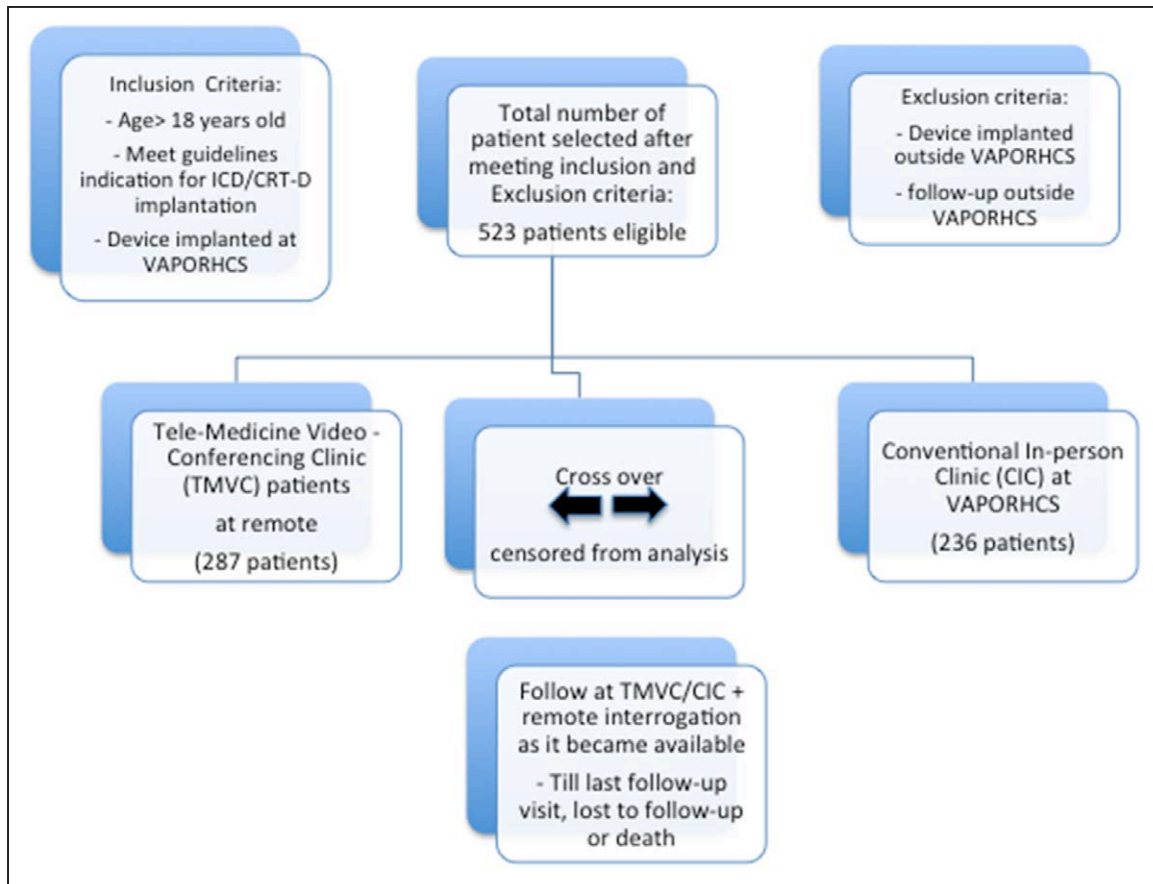 Inclusion Criteria:
- Age> 18 years old
- Meet guidelines
indication for ICD/CRT-D
implantation
- Device implanted at
VAPORHCS
Total number of
patient selected after
meeting inclusion and
Exclusion criteria:
523 patients eligible
Exclusion criteria:
- Device implanted
outside VAPORHCS
- follow-up outside
VAPORHCS
Tele-Medicine Video -
Conferencing Clinic
(TMVC) patients
at remote
(287 patients)
Cross over
censored from analysis
Conventional In-person
Clinic (CIC) at
VAPORHCS
(236 patients)
Follow at TMVC/CIC +
remote interrogation
as it became available
- Till last follow-up
visit, lost to follow-up
or death